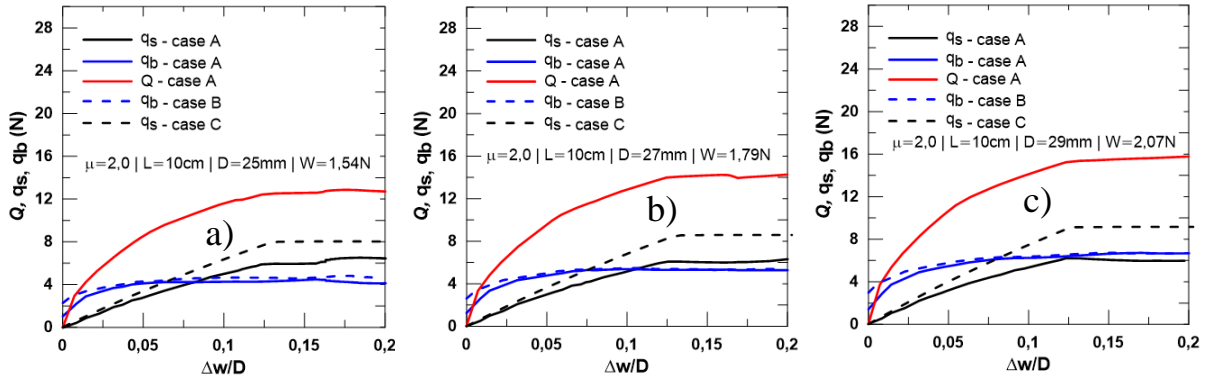 Q, qs, qb (N)
28
24
20
16
12
8
4
0
qs - case A
qb - case A
Q - case A
qb - case B
qs - case C
μ=2,0 | L=10cm | D=25mm | W=1,54N
a)
0 0,05 0,1 0,15 0,2
Δw/D
Q, qs, qb (N)
28
24
20
16
12
8
4
0
qs - case A
qb - case A
Q - case A
qb - case B
qs - case C
μ=2,0 | L=10cm | D=27mm | W=1,79N
b)
0 0,05 0,1 0,15 0,2
Δw/D
Q, qs, qb (N)
28
24
20
16
12
8
4
0
qs - case A
qb - case A
Q - case A
qb - case B
qs - case C
μ=2,0 | L=10cm | D=29mm | W=2,07N
c)
0 0,05 0,1 0,15 0,2
Δw/D